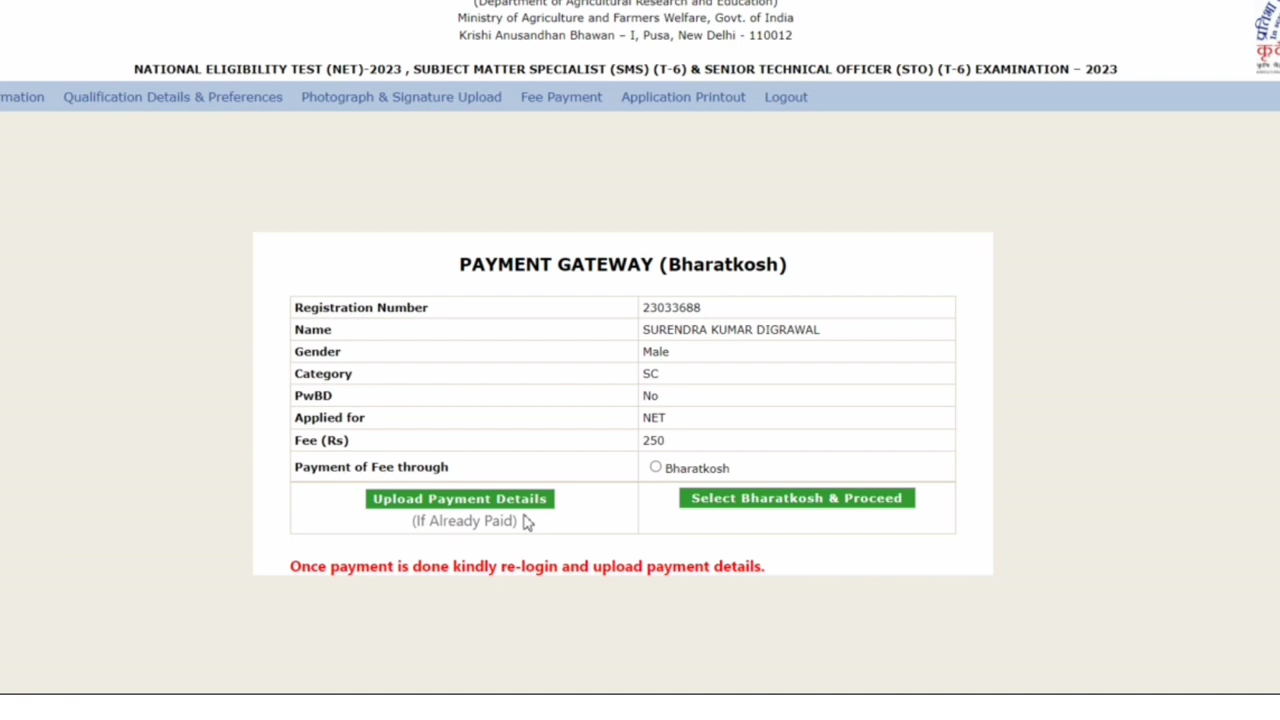 (Department of Agricultural Research and Education)
Ministry of Agriculture and Farmers Welfare, Govt. of India
Krishi Anusandhan Bhawan – I, Pusa, New Delhi - 110012
NATIONAL ELIGIBILITY TEST (NET)-2023 , SUBJECT MATTER SPECIALIST (SMS) (T-6) & SENIOR TECHNICAL OFFICER (STO) (T-6) EXAMINATION – 2023
Qualification Details & Preferences Photograph & Signature Upload Fee Payment Application Printout Logout
PAYMENT GATEWAY (Bharatkosh)
Registration Number 23033688
Name SURENDRA KUMAR DIGRAWAL
Gender Male
Category SC
PwBD No
Applied for NET
Fee (Rs) 250
Payment of Fee through Bharatkosh
Upload Payment Details Select Bharatkosh & Proceed
(If Already Paid)
Once payment is done kindly re-login and upload payment details.